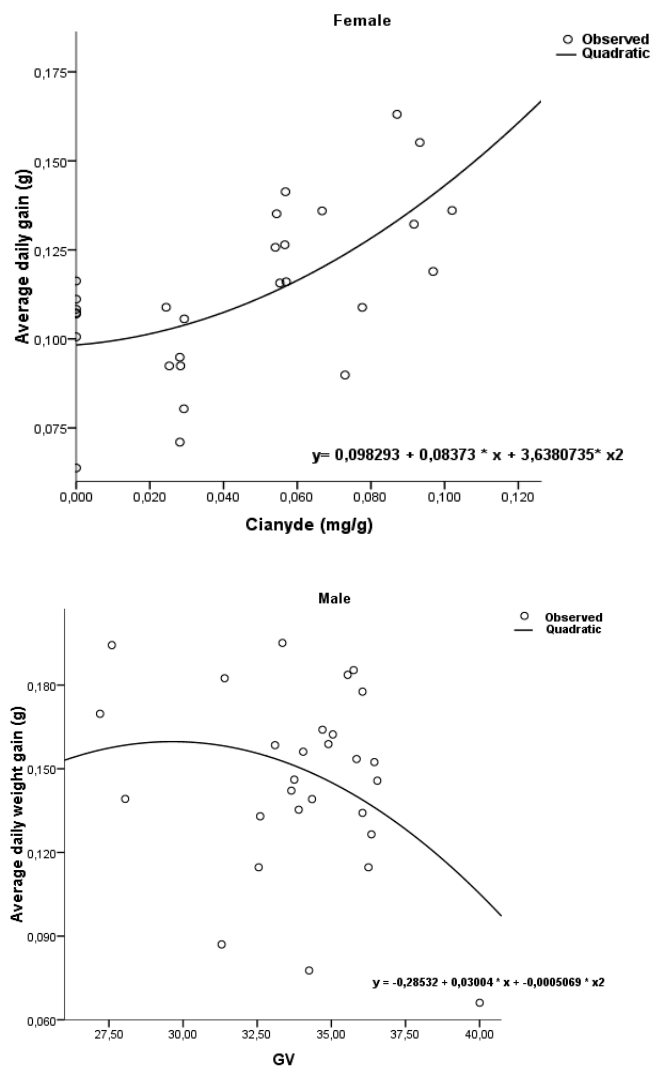 Female
Observed
Quadratic
Average daily gain (g)
0,175
0,150
0,125
0,100
0,075
0,000 0,020 0,040 0,060 0,080 0,100 0,120
y= 0,098293 + 0,08373 * x + 3,6380735* x2
Cianyde (mg/g)
Male
Observed
Quadratic
Average daily weight gain (g)
0,180
0,150
0,120
0,090
0,060
y = -0,28532 + 0,03004 * x + -0,0005069 * x2
27,50 30,00 32,50 35,00 37,50 40,00
GV